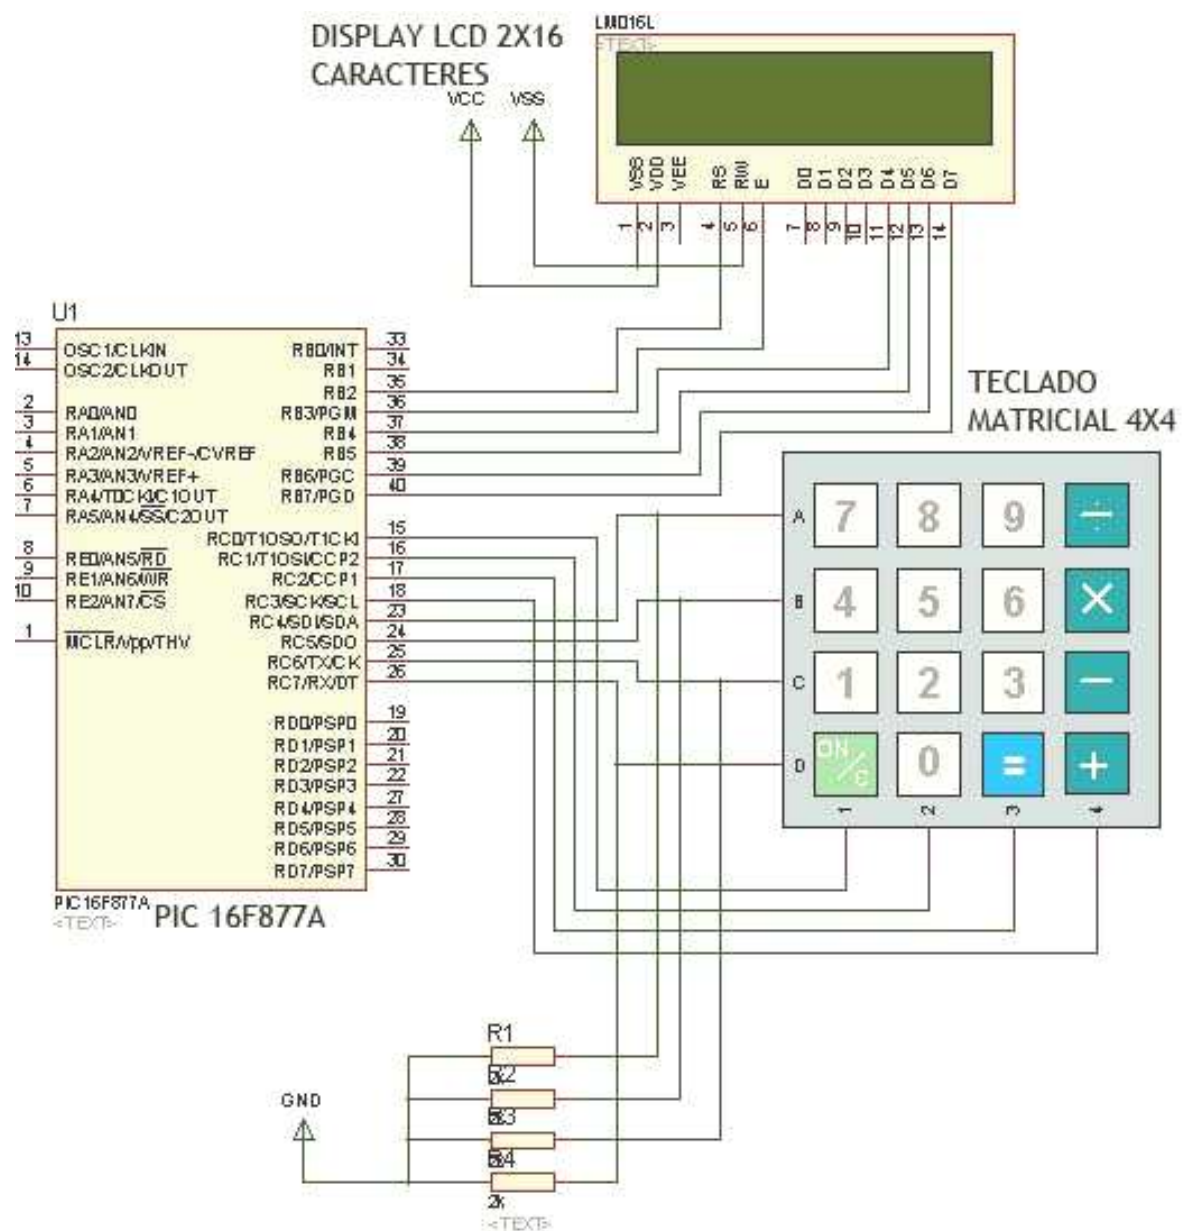 DISPLAY LCD 2X16
CARACTERES
LM016L
<TEXT>
VCC
VSS
VSS
VDD
VEE
RS
RW
E
D0
D1
D2
D3
D4
D5
D6
D7
1
2
3
4
5
6
7
8
9
10
11
12
13
14
U1
13
OSC1/CLKIN
14
OSC2/CLKOUT
2
RA0/AN0
3
RA1/AN1
4
RA2/AN2/VREF-/CVREF
5
RA3/AN3/VREF+
6
RA4/T0CKI/C1OUT
7
RA5/AN4/SS/C2OUT
8
RE0/AN5/RD
9
RE1/AN6/WR
10
RE2/AN7/CS
1
MCLR/Vpp/THV
RB0/INT
33
RB1
34
RB2
35
RB3/PGM
36
RB4
37
RB5
38
RB6/PGC
39
RB7/PGD
40
RC0/T1OSO/T1CKI
15
RC1/T1OSI/CCP2
16
RC2/CCP1
17
RC3/SCK/SCL
18
RC4/SDI/SDA
23
RC5/SDO
24
RC6/TX/CK
25
RC7/RX/DT
26
RD0/PSP0
19
RD1/PSP1
20
RD2/PSP2
21
RD3/PSP3
22
RD4/PSP4
27
RD5/PSP5
28
RD6/PSP6
29
RD7/PSP7
30
PIC16F877A
<TEXT>
PIC 16F877A
TECLADO
MATRICIAL 4X4
A 7 8 9 ÷
B 4 5 6 ×
C 1 2 3 −
D ON/C 0 = +
1 2 3 4
GND
R1
2k
<TEXT>